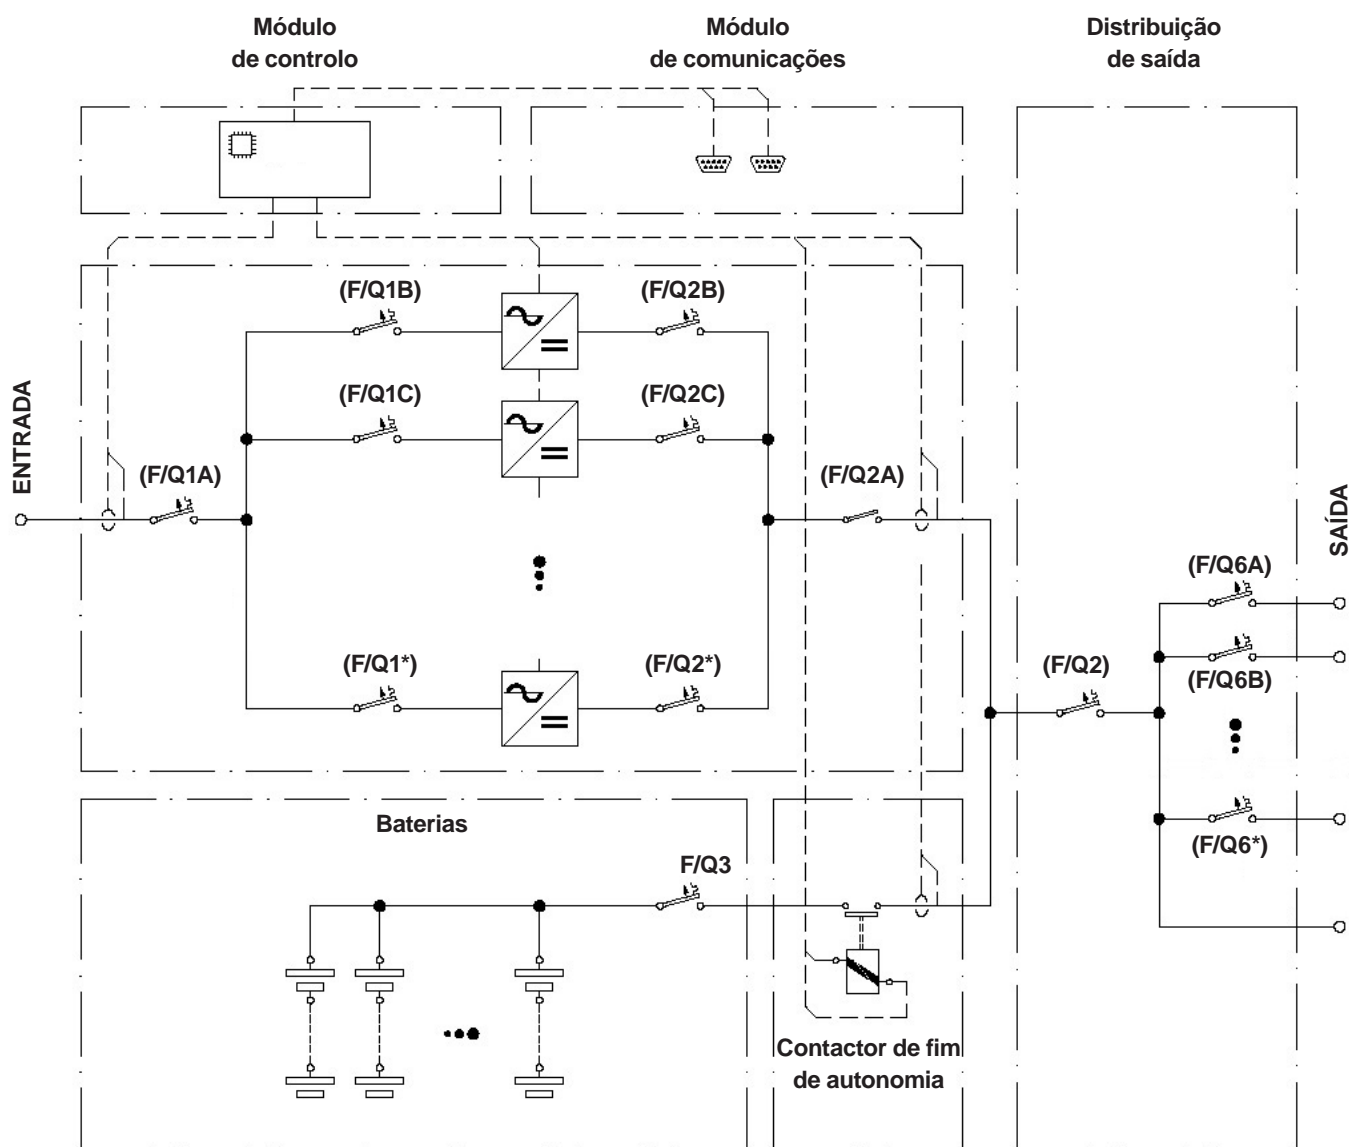 Módulo
de controlo
Módulo
de comunicações
Distribuição
de saída
(F/Q1B)
(F/Q2B)
(F/Q1C)
(F/Q2C)
ENTRADA
(F/Q1A)
(F/Q2A)
SAÍDA
(F/Q6A)
(F/Q1*)
(F/Q2*)
(F/Q2)
(F/Q6B)
Baterias
(F/Q6*)
F/Q3
Contactor de fim
de autonomia